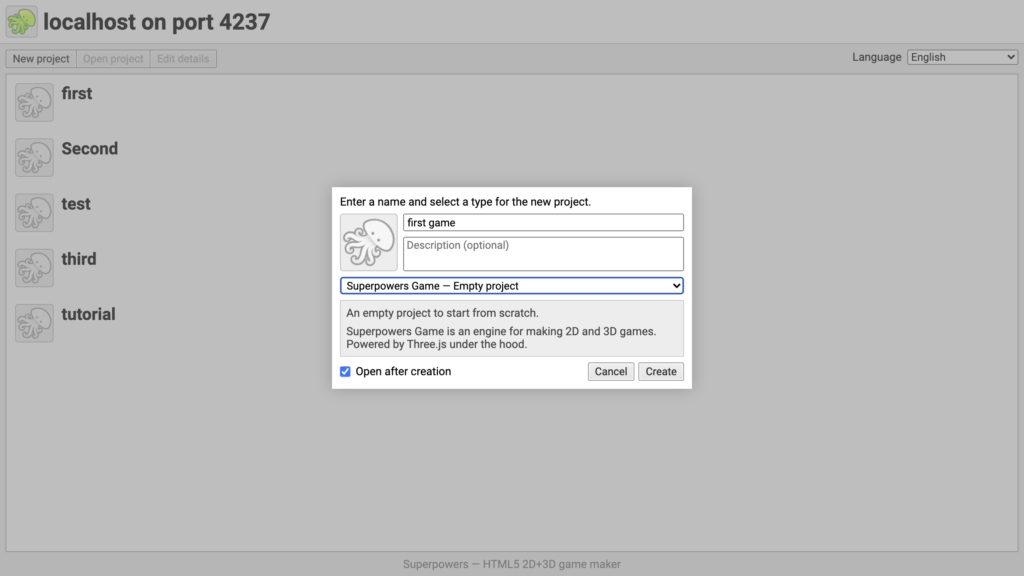 localhost on port 4237
New project Open project Edit details Language English
first
Second
test
third
tutorial
Enter a name and select a type for the new project.
first game
Description (optional)
Superpowers Game — Empty project
An empty project to start from scratch.
Superpowers Game is an engine for making 2D and 3D games.
Powered by Three.js under the hood.
Open after creation Cancel Create
Superpowers — HTML5 2D+3D game maker